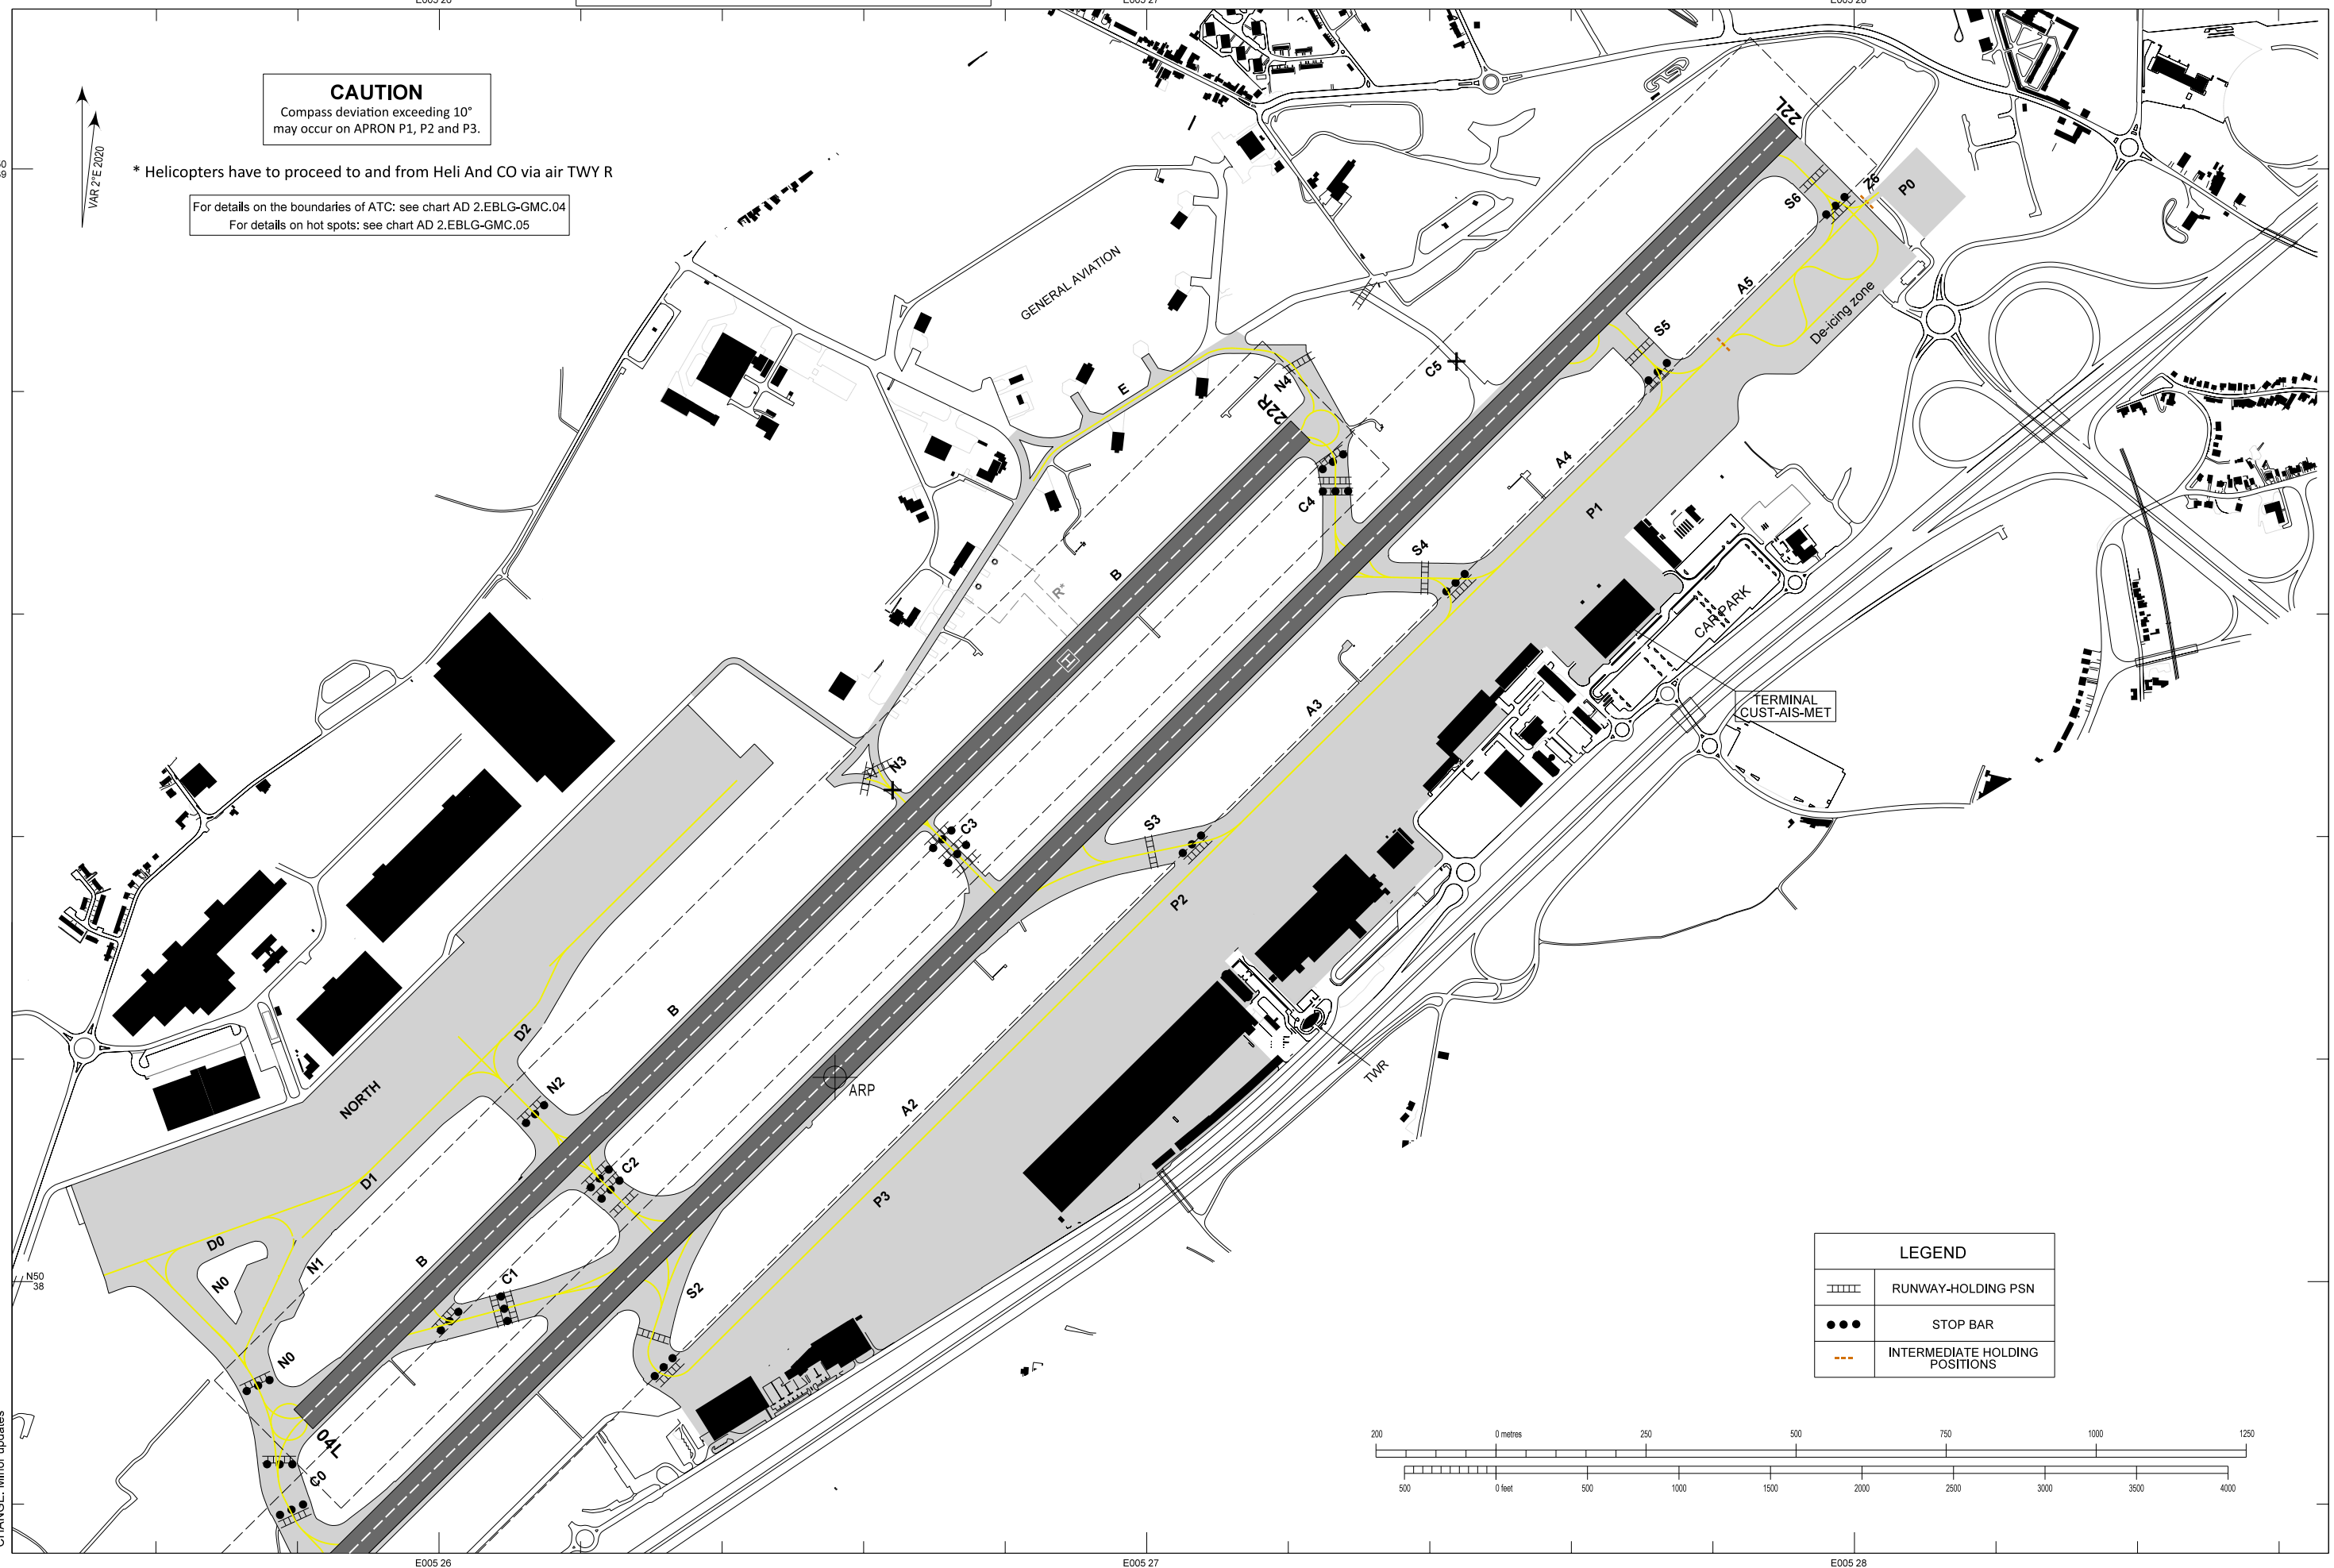 E005 27
CAUTION
Compass deviation exceeding 10°
may occur on APRON P1, P2 and P3.
VAR 2°E 2020
* Helicopters have to proceed to and from Heli And CO via air TWY R
For details on the boundaries of ATC: see chart AD 2.EBLG-GMC.04
For details on hot spots: see chart AD 2.EBLG-GMC.05
22L
P0
S6
GENERAL AVIATION
A5
De-icing zone
S5
C5
E
N4
22R
A4
P1
C4
S4
B
R*
H
CAR PARK
A3
TERMINAL
CUST-AIS-MET
N3
C3
S3
P2
D2
B
NORTH
N2
ARP
A2
TWR
C2
D1
P3
D0
N1
B
N0
C1
S2
N50
38
N0
04L
C0
LEGEND
RUNWAY-HOLDING PSN
STOP BAR
INTERMEDIATE HOLDING
POSITIONS
200 0 metres 250 500 750 1000 1250
500 0 feet 500 1000 1500 2000 2500 3000 3500 4000
CHANGE: Minor updates
E005 26 E005 27 E005 28